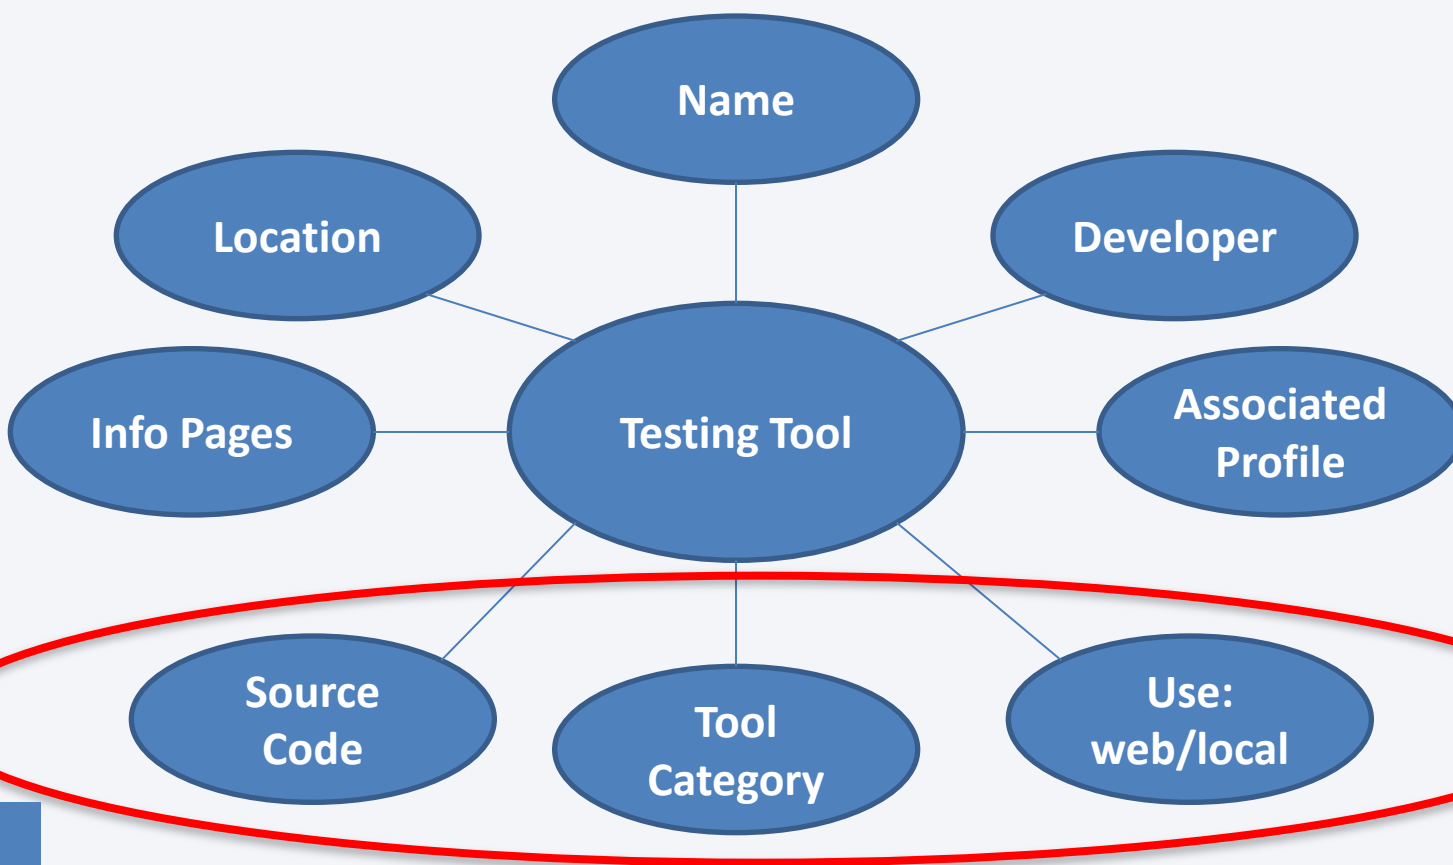 Name
Location
Developer
Info Pages
Testing Tool
Associated
Profile
Source
Code
Tool
Category
Use:
web/local